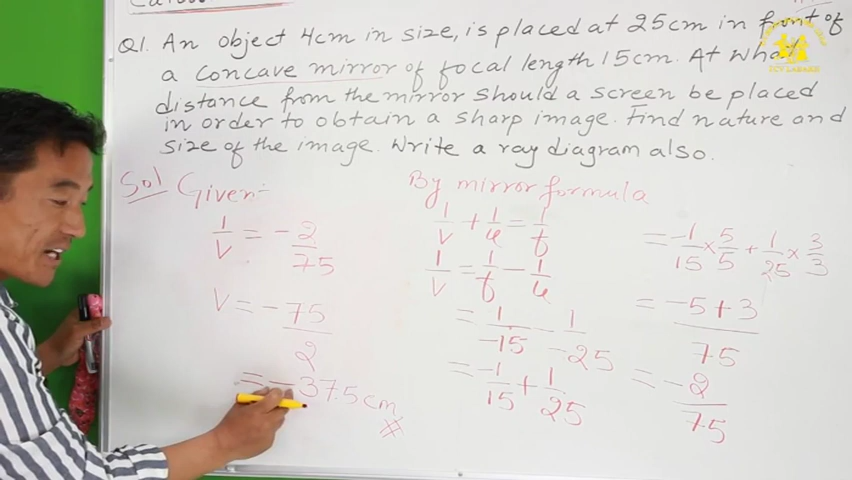 Q1. An object 4cm in size, is placed at 25cm in front of
a concave mirror of focal length 15cm. At what
distance from the mirror should a screen be placed
in order to obtain a sharp image. Find nature and
size of the image. Write a ray diagram also.
Sol Given:-
1/v = -2/75
v = -75/2
= -37.5cm
By mirror formula
1/v + 1/u = 1/f
1/v = 1/f - 1/u
= 1/-15 - 1/-25
= -1/15 + 1/25
= -1/15 × 5/5 + 1/25 × 3/3
= -5+3/75
= -2/75